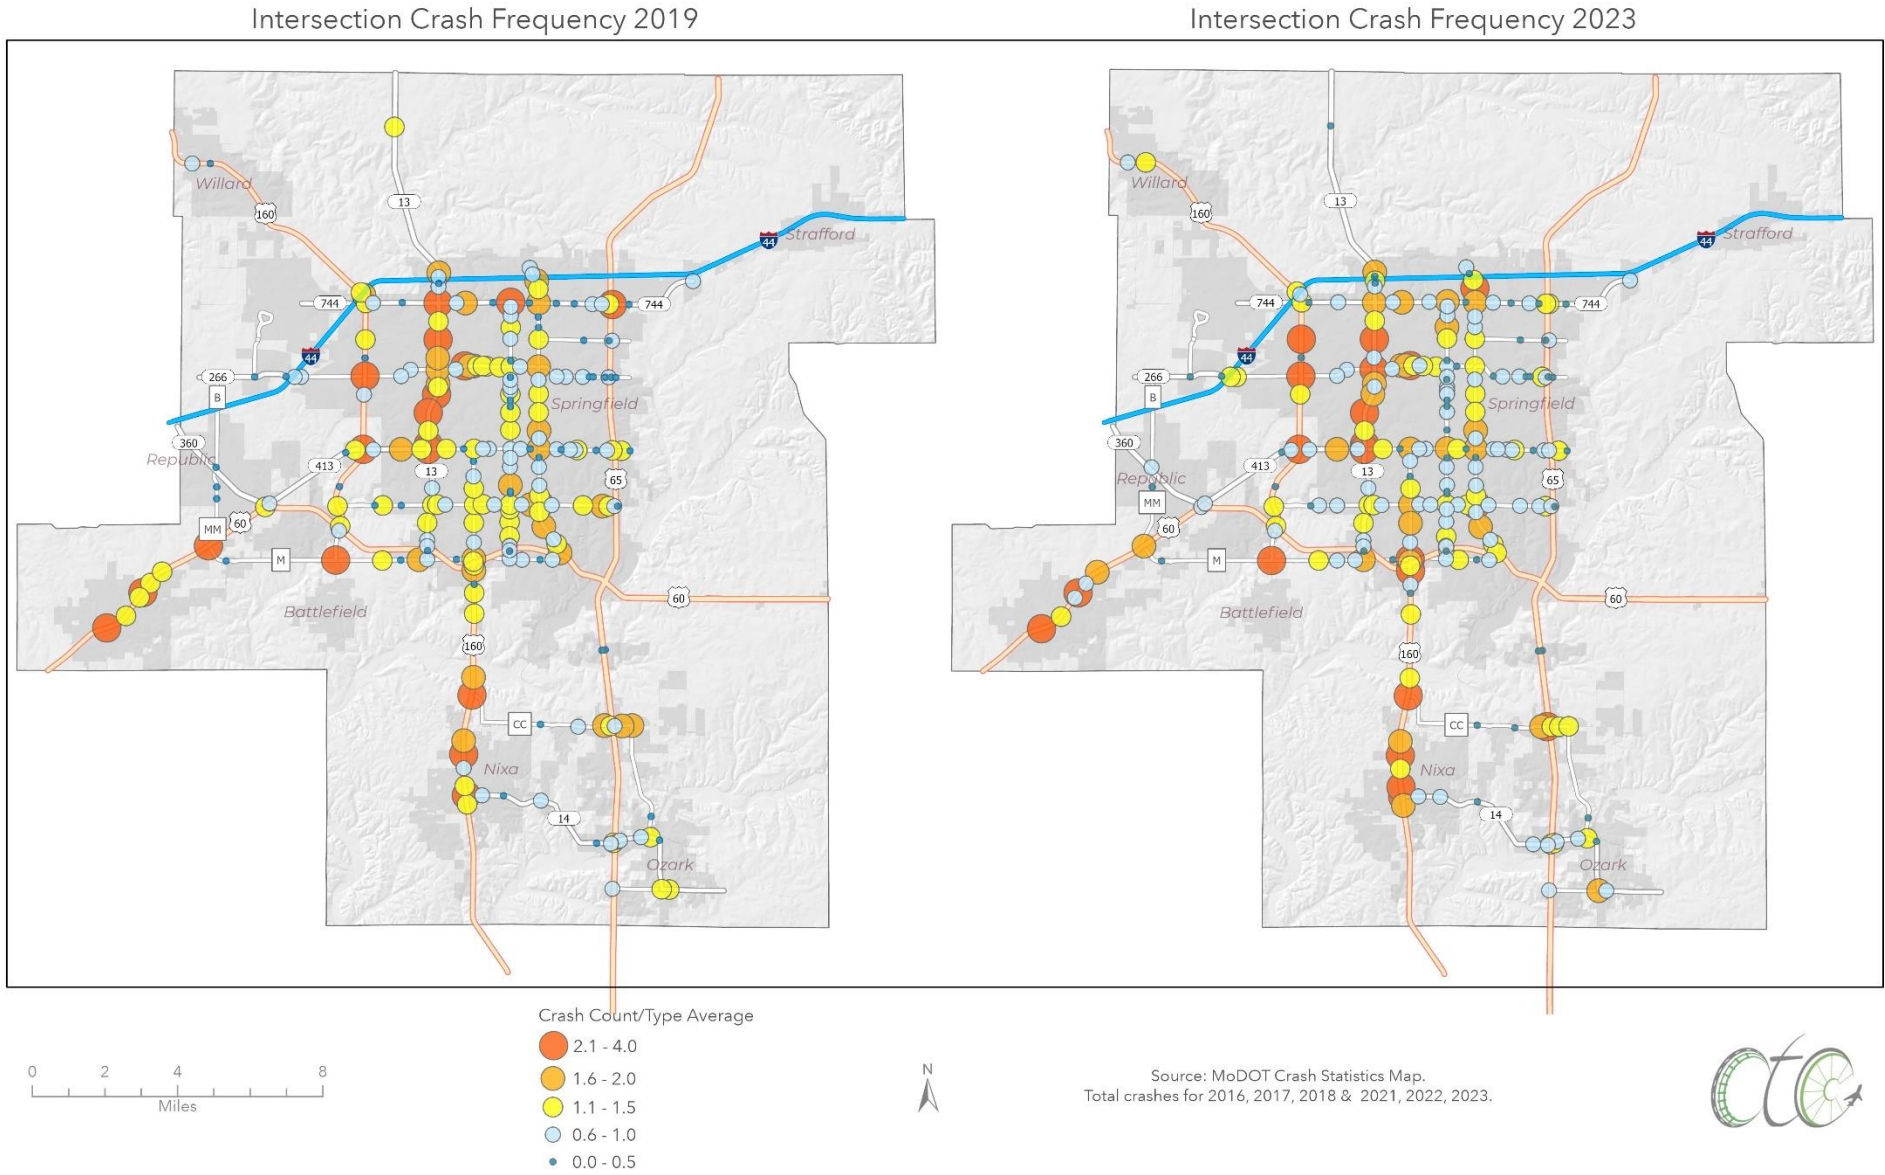 Intersection Crash Frequency 2019
Intersection Crash Frequency 2023
Willard
160
13
44
Strafford
744
744
44
266
B
Springfield
360
Republic
413
13
65
MM
60
M
Battlefield
60
160
CC
Nixa
14
Ozark
Willard
160
13
44
Strafford
744
744
44
266
B
Springfield
360
Republic
413
13
65
MM
60
M
Battlefield
60
160
CC
Nixa
14
Ozark
Crash Count/Type Average
2.1 - 4.0
1.6 - 2.0
1.1 - 1.5
0.6 - 1.0
0.0 - 0.5
0 2 4 8
Miles
N
Source: MoDOT Crash Statistics Map.
Total crashes for 2016, 2017, 2018 & 2021, 2022, 2023.
oto